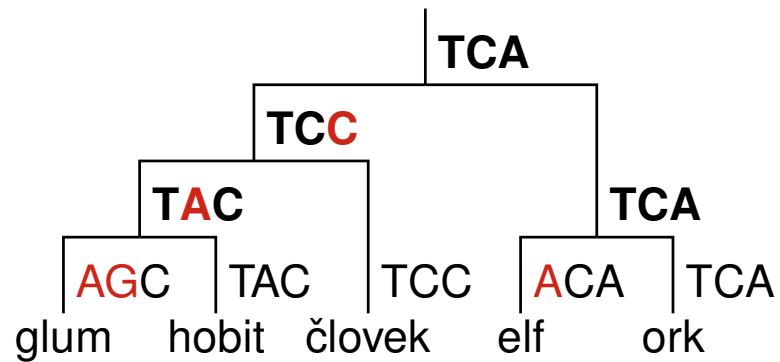 TCA
TCC
TAC TCA
AGC TAC TCC ACA TCA
glum hobit človek elf ork